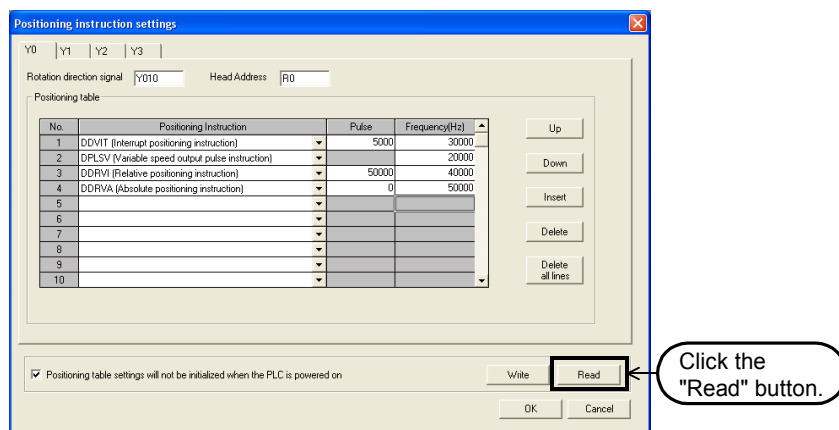 Positioning instruction settings
Y0 Y1 Y2 Y3
Rotation direction signal Y010 Head Address R0
Positioning table
No. Positioning Instruction Pulse Frequency(Hz)
1 DDVIT (Interrupt positioning instruction) 5000 30000
2 DPLSV (Variable speed output pulse instruction) 20000
3 DDRVI (Relative positioning instruction) 50000 40000
4 DDRVA (Absolute positioning instruction) 0 50000
5
6
7
8
9
10
Up
Down
Insert
Delete
Delete
all lines
Positioning table settings will not be initialized when the PLC is powered on
Write Read
OK Cancel
Click the
"Read" button.